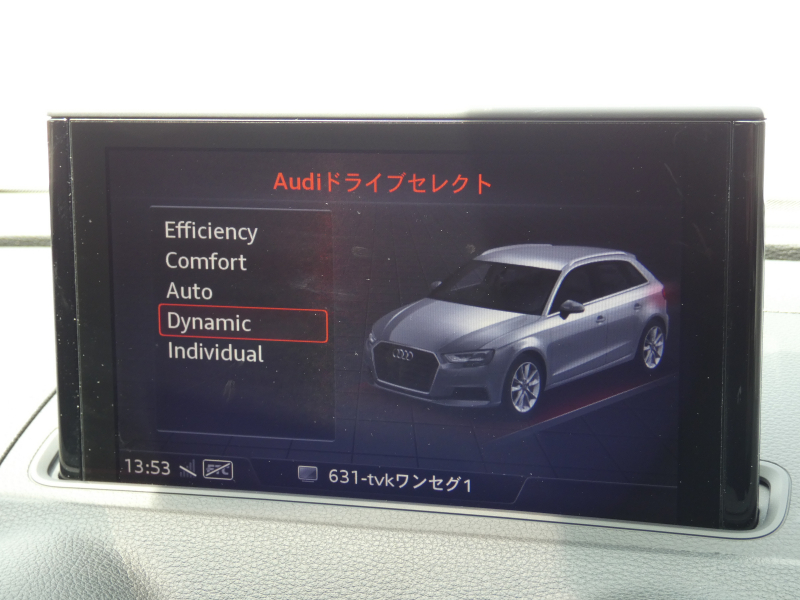 Audiドライブセレクト
Efficiency
Comfort
Auto
Dynamic
Individual
13:53 ETC 631-tvkワンセグ1